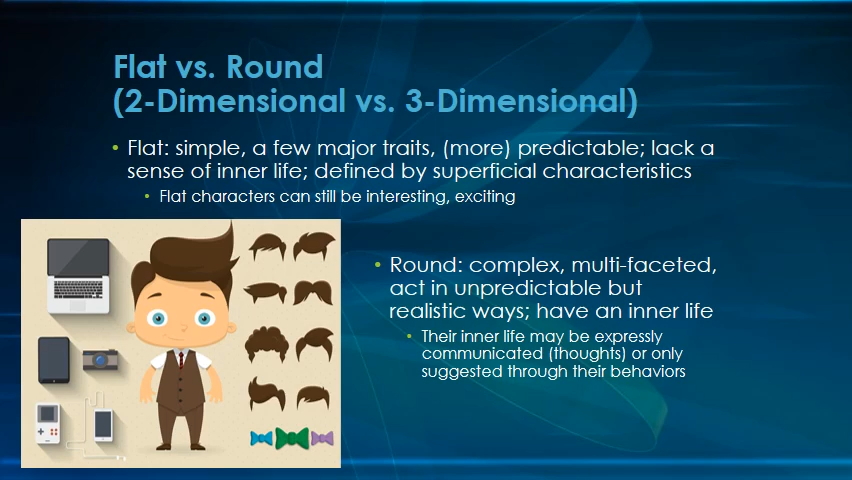 Flat vs. Round
(2-Dimensional vs. 3-Dimensional)
• Flat: simple, a few major traits, (more) predictable; lack a
sense of inner life; defined by superficial characteristics
• Flat characters can still be interesting, exciting
• Round: complex, multi-faceted,
act in unpredictable but
realistic ways; have an inner life
• Their inner life may be expressly
communicated (thoughts) or only
suggested through their behaviors